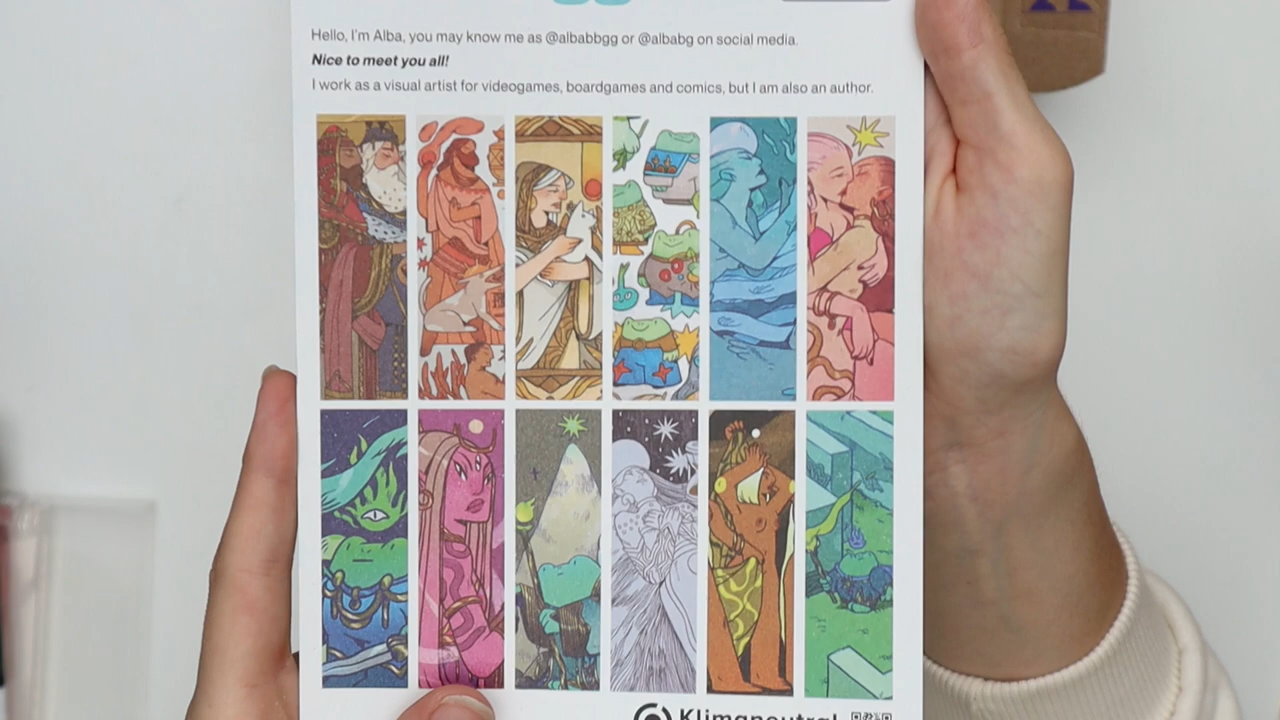 Hello, I'm Alba, you may know me as @albabbgg or @albabg on social media.
Nice to meet you all!
I work as a visual artist for videogames, boardgames and comics, but I am also an author.
Klimaneutral